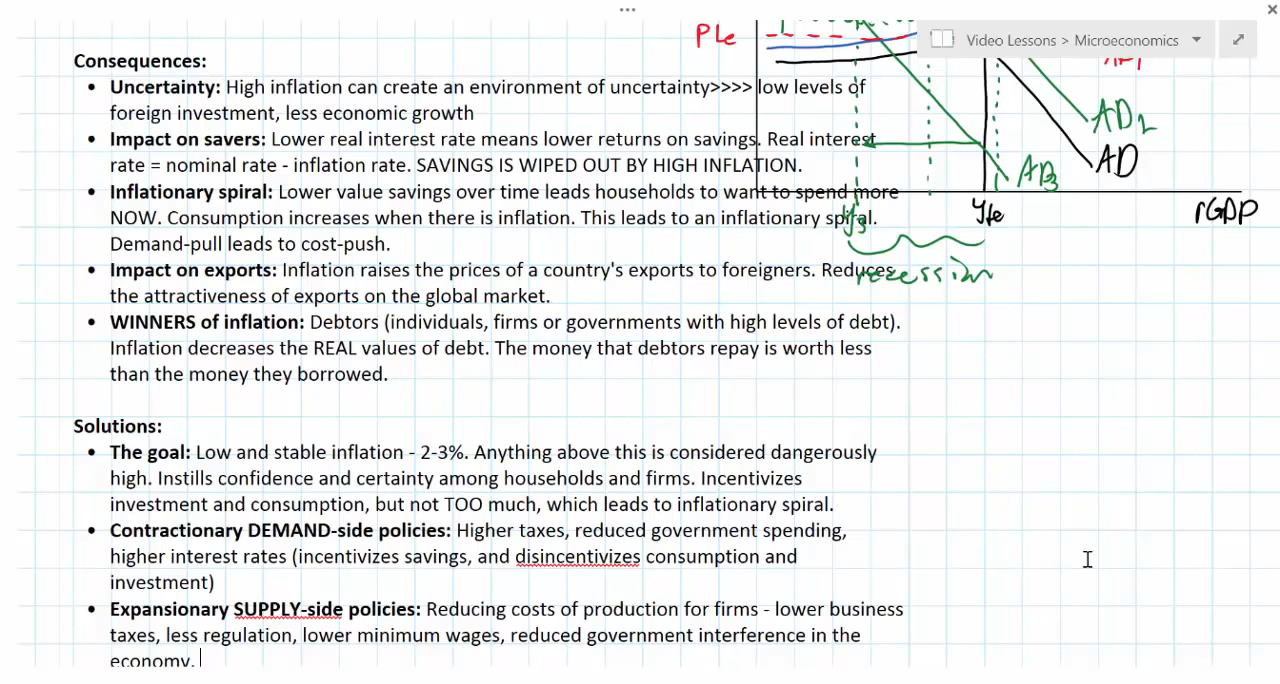 Video Lessons > Microeconomics
PLe
AD2
AD
AD3
Y3
Yfe
rGDP
recession
Consequences:
• Uncertainty: High inflation can create an environment of uncertainty>>>> low levels of
foreign investment, less economic growth
• Impact on savers: Lower real interest rate means lower returns on savings. Real interest
rate = nominal rate - inflation rate. SAVINGS IS WIPED OUT BY HIGH INFLATION.
• Inflationary spiral: Lower value savings over time leads households to want to spend more
NOW. Consumption increases when there is inflation. This leads to an inflationary spiral.
Demand-pull leads to cost-push.
• Impact on exports: Inflation raises the prices of a country's exports to foreigners. Reduces
the attractiveness of exports on the global market.
• WINNERS of inflation: Debtors (individuals, firms or governments with high levels of debt).
Inflation decreases the REAL values of debt. The money that debtors repay is worth less
than the money they borrowed.
Solutions:
• The goal: Low and stable inflation - 2-3%. Anything above this is considered dangerously
high. Instills confidence and certainty among households and firms. Incentivizes
investment and consumption, but not TOO much, which leads to inflationary spiral.
• Contractionary DEMAND-side policies: Higher taxes, reduced government spending,
higher interest rates (incentivizes savings, and disincentivizes consumption and
investment)
• Expansionary SUPPLY-side policies: Reducing costs of production for firms - lower business
taxes, less regulation, lower minimum wages, reduced government interference in the
economy.